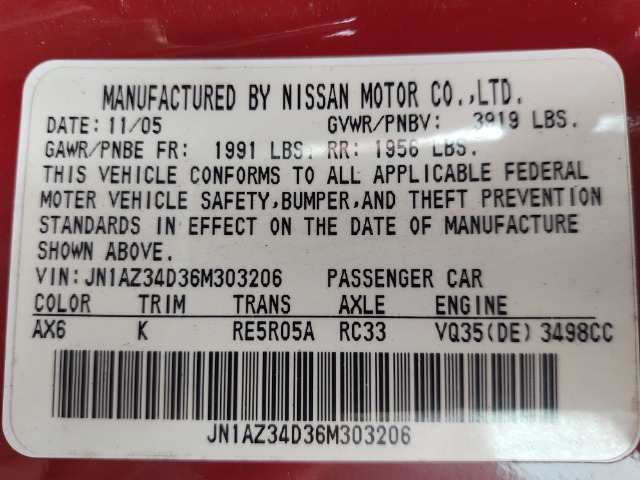 MANUFACTURED BY NISSAN MOTOR CO.,LTD.
DATE: 11/05 GVWR/PNBV: 3919 LBS.
GAWR/PNBE FR: 1991 LBS. RR: 1956 LBS.
THIS VEHICLE CONFORMS TO ALL APPLICABLE FEDERAL
MOTER VEHICLE SAFETY,BUMPER,AND THEFT PREVENTION
STANDARDS IN EFFECT ON THE DATE OF MANUFACTURE
SHOWN ABOVE.
VIN:JN1AZ34D36M303206 PASSENGER CAR
COLOR TRIM TRANS AXLE ENGINE
AX6 K RE5R05A RC33 VQ35(DE) 3498CC
JN1AZ34D36M303206